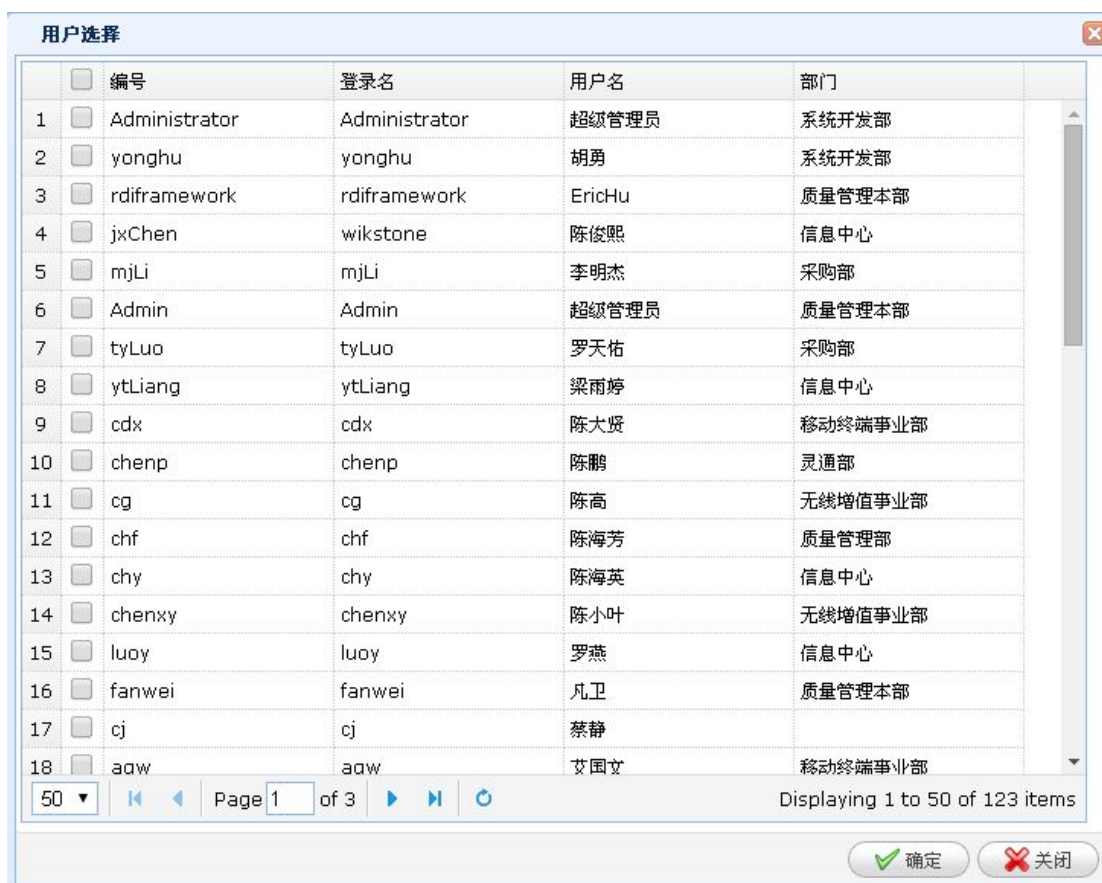 用户选择
编号 登录名 用户名 部门
1 Administrator Administrator 超级管理员 系统开发部
2 yonghu yonghu 胡勇 系统开发部
3 rdiframework rdiframework EricHu 质量管理本部
4 jxChen wikstone 陈俊熙 信息中心
5 mjLi mjLi 李明杰 采购部
6 Admin Admin 超级管理员 质量管理本部
7 tyLuo tyLuo 罗天佑 采购部
8 ytLiang ytLiang 梁雨婷 信息中心
9 cdx cdx 陈大贤 移动终端事业部
10 chenp chenp 陈鹏 灵通部
11 cg cg 陈高 无线增值事业部
12 chf chf 陈海芳 质量管理部
13 chy chy 陈海英 信息中心
14 chenxy chenxy 陈小叶 无线增值事业部
15 luoy luoy 罗燕 信息中心
16 fanwei fanwei 凡卫 质量管理本部
17 cj cj 蔡静
18 agw agw 艾国文 移动终端事业部
50 Page 1 of 3 Displaying 1 to 50 of 123 items
确定 关闭